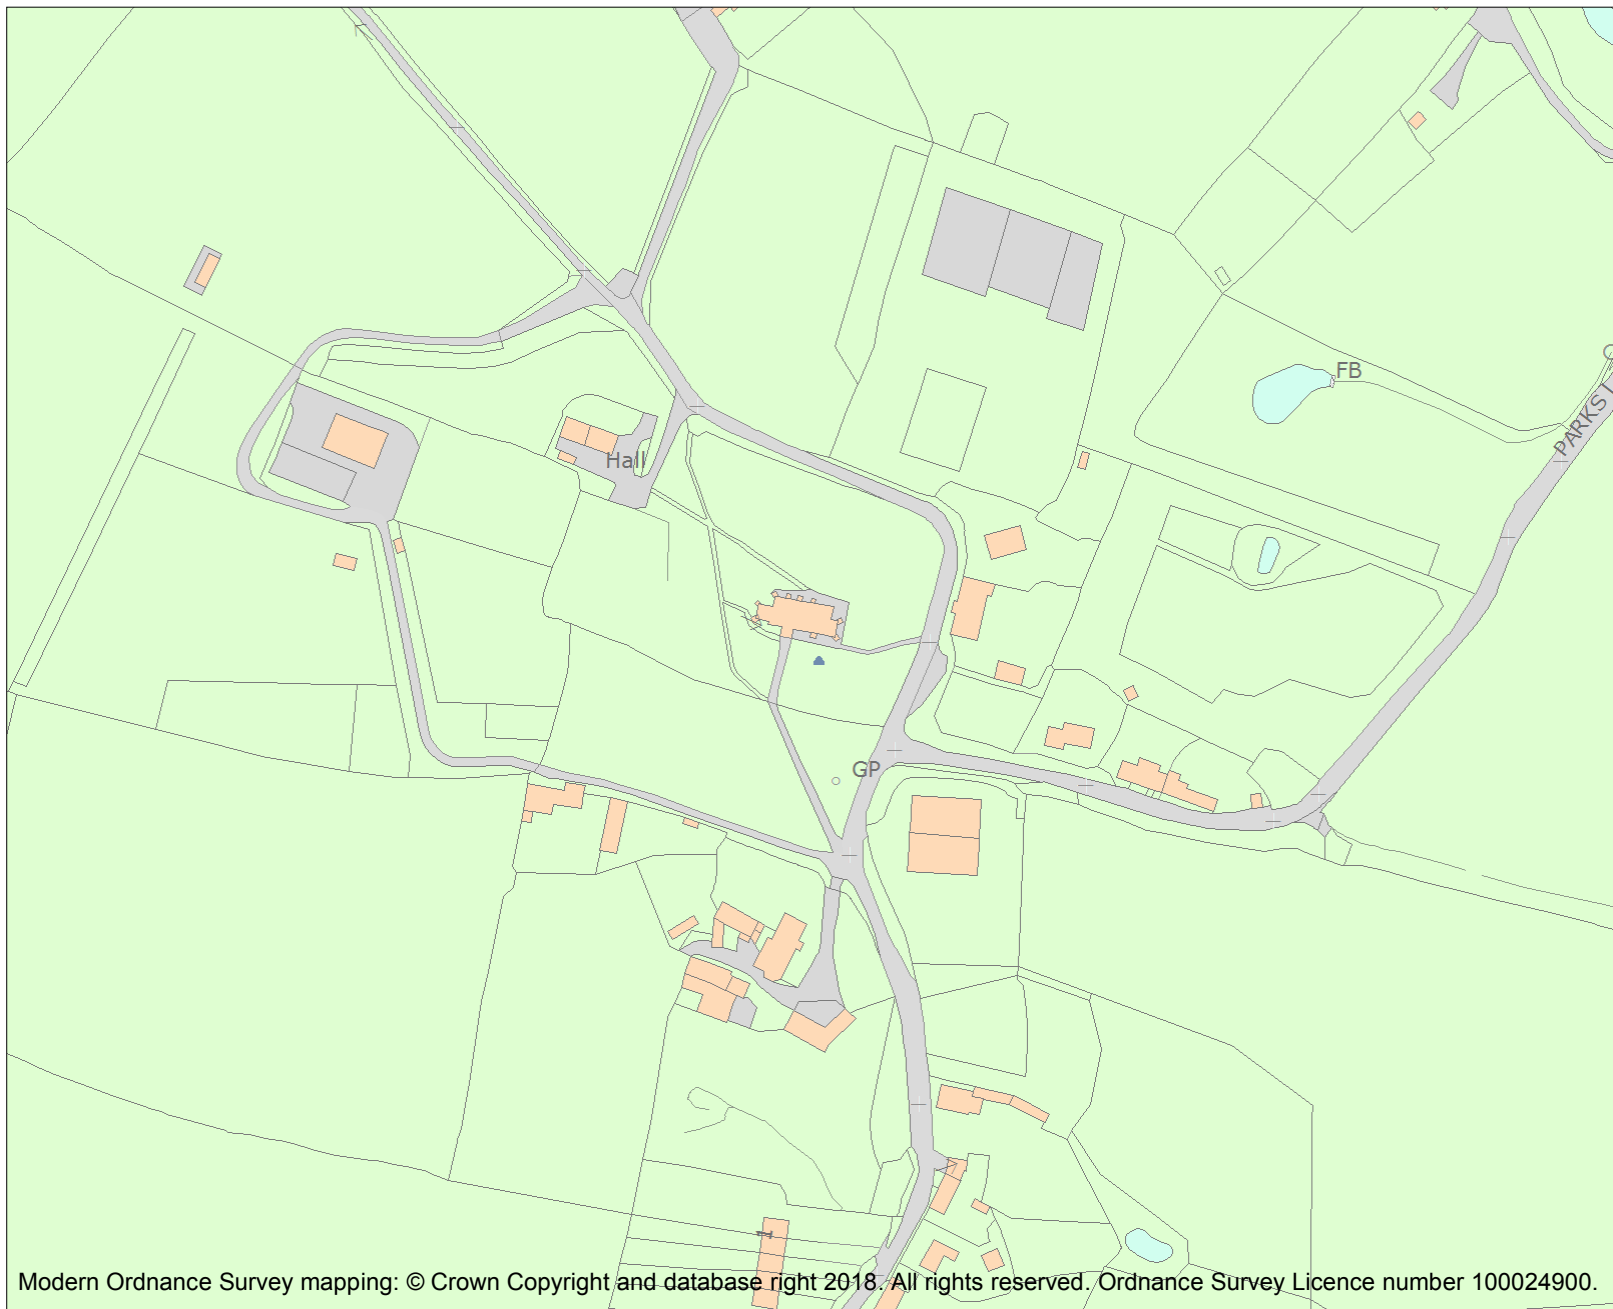 FB
PARKS L
Hall
GP
1
Modern Ordnance Survey mapping: © Crown Copyright and database right 2018. All rights reserved. Ordnance Survey Licence number 100024900.